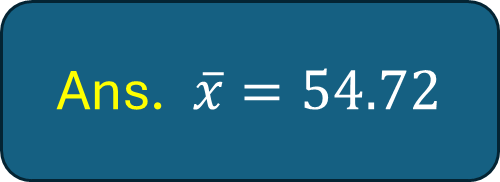 Ans. x̄ = 54.72